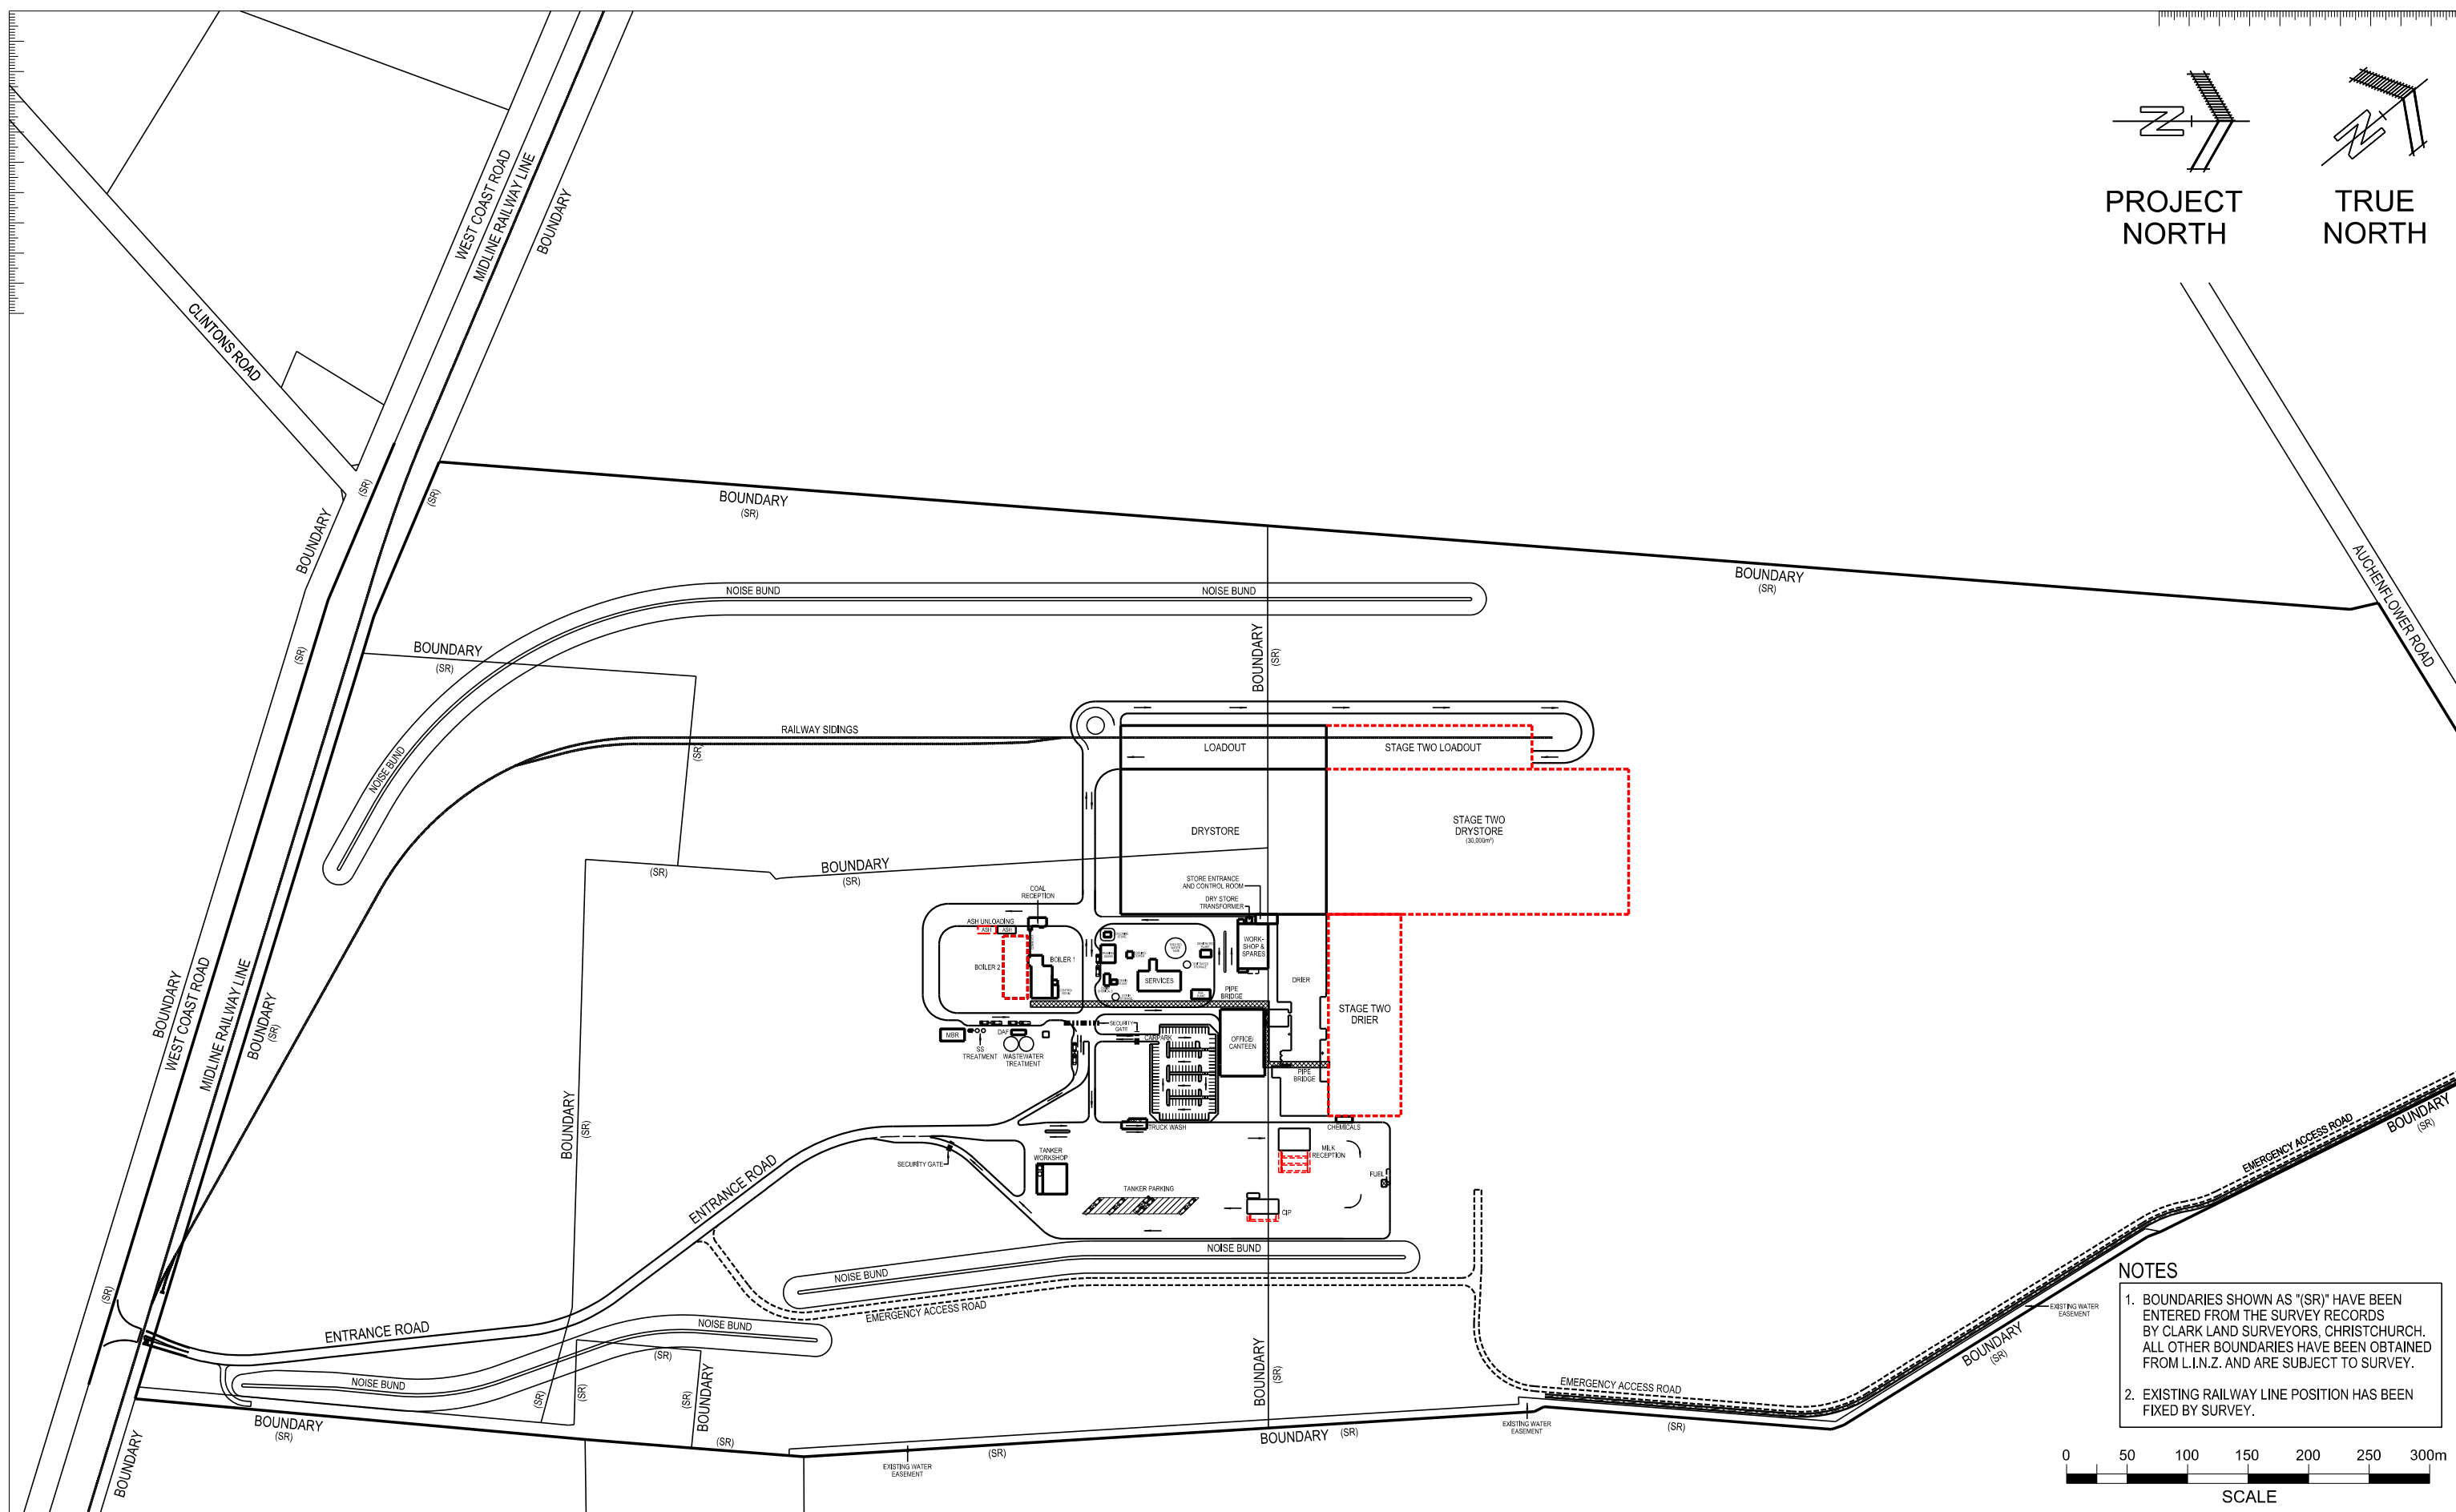 PROJECT
NORTH
TRUE
NORTH
WEST COAST ROAD
MIDLINE RAILWAY LINE
BOUNDARY
CLINTONS ROAD
(SR)
(SR)
BOUNDARY
BOUNDARY
(SR)
BOUNDARY
(SR)
AUCHENFLOWER ROAD
NOISE BUND
NOISE BUND
(SR)
BOUNDARY
(SR)
BOUNDARY
(SR)
NOISE BUND
RAILWAY SIDINGS
(SR)
LOADOUT
STAGE TWO LOADOUT
DRYSTORE
STAGE TWO
DRYSTORE
(30,000m²)
BOUNDARY
(SR)
(SR)
STORE ENTRANCE
AND CONTROL ROOM
DRY STORE
TRANSFORMER
COAL
RECEPTION
ASH UNLOADING
ASH
ASH
BOILER 2
BOILER 1
SERVICES
WORK-
SHOP &
SPARES
DRIER
PIPE
BRIDGE
STAGE TWO
DRIER
BOUNDARY
WEST COAST ROAD
MIDLINE RAILWAY LINE
BOUNDARY
(SR)
NBR
SS
TREATMENT
DAF
WASTEWATER
TREATMENT
SECURITY
GATE
CARPARK
OFFICE/
CANTEEN
PIPE
BRIDGE
BOUNDARY
(SR)
TRUCK WASH
CHEMICALS
MILK
RECEPTION
FUEL
TANKER
WORKSHOP
SECURITY GATE
TANKER PARKING
CIP
ENTRANCE ROAD
NOISE BUND
NOISE BUND
EMERGENCY ACCESS ROAD
EMERGENCY ACCESS ROAD
BOUNDARY
(SR)
(SR)
ENTRANCE ROAD
NOISE BUND
NOISE BUND
(SR)
(SR)
(SR)
(SR)
BOUNDARY
BOUNDARY
(SR)
BOUNDARY
(SR)
BOUNDARY
(SR)
EXISTING WATER
EASEMENT
(SR)
BOUNDARY (SR)
EXISTING WATER
EASEMENT
EMERGENCY ACCESS ROAD
(SR)
BOUNDARY
(SR)
EXISTING WATER
EASEMENT
NOTES
1. BOUNDARIES SHOWN AS "(SR)" HAVE BEEN
ENTERED FROM THE SURVEY RECORDS
BY CLARK LAND SURVEYORS, CHRISTCHURCH.
ALL OTHER BOUNDARIES HAVE BEEN OBTAINED
FROM L.I.N.Z. AND ARE SUBJECT TO SURVEY.
2. EXISTING RAILWAY LINE POSITION HAS BEEN
FIXED BY SURVEY.
0 50 100 150 200 250 300m
SCALE